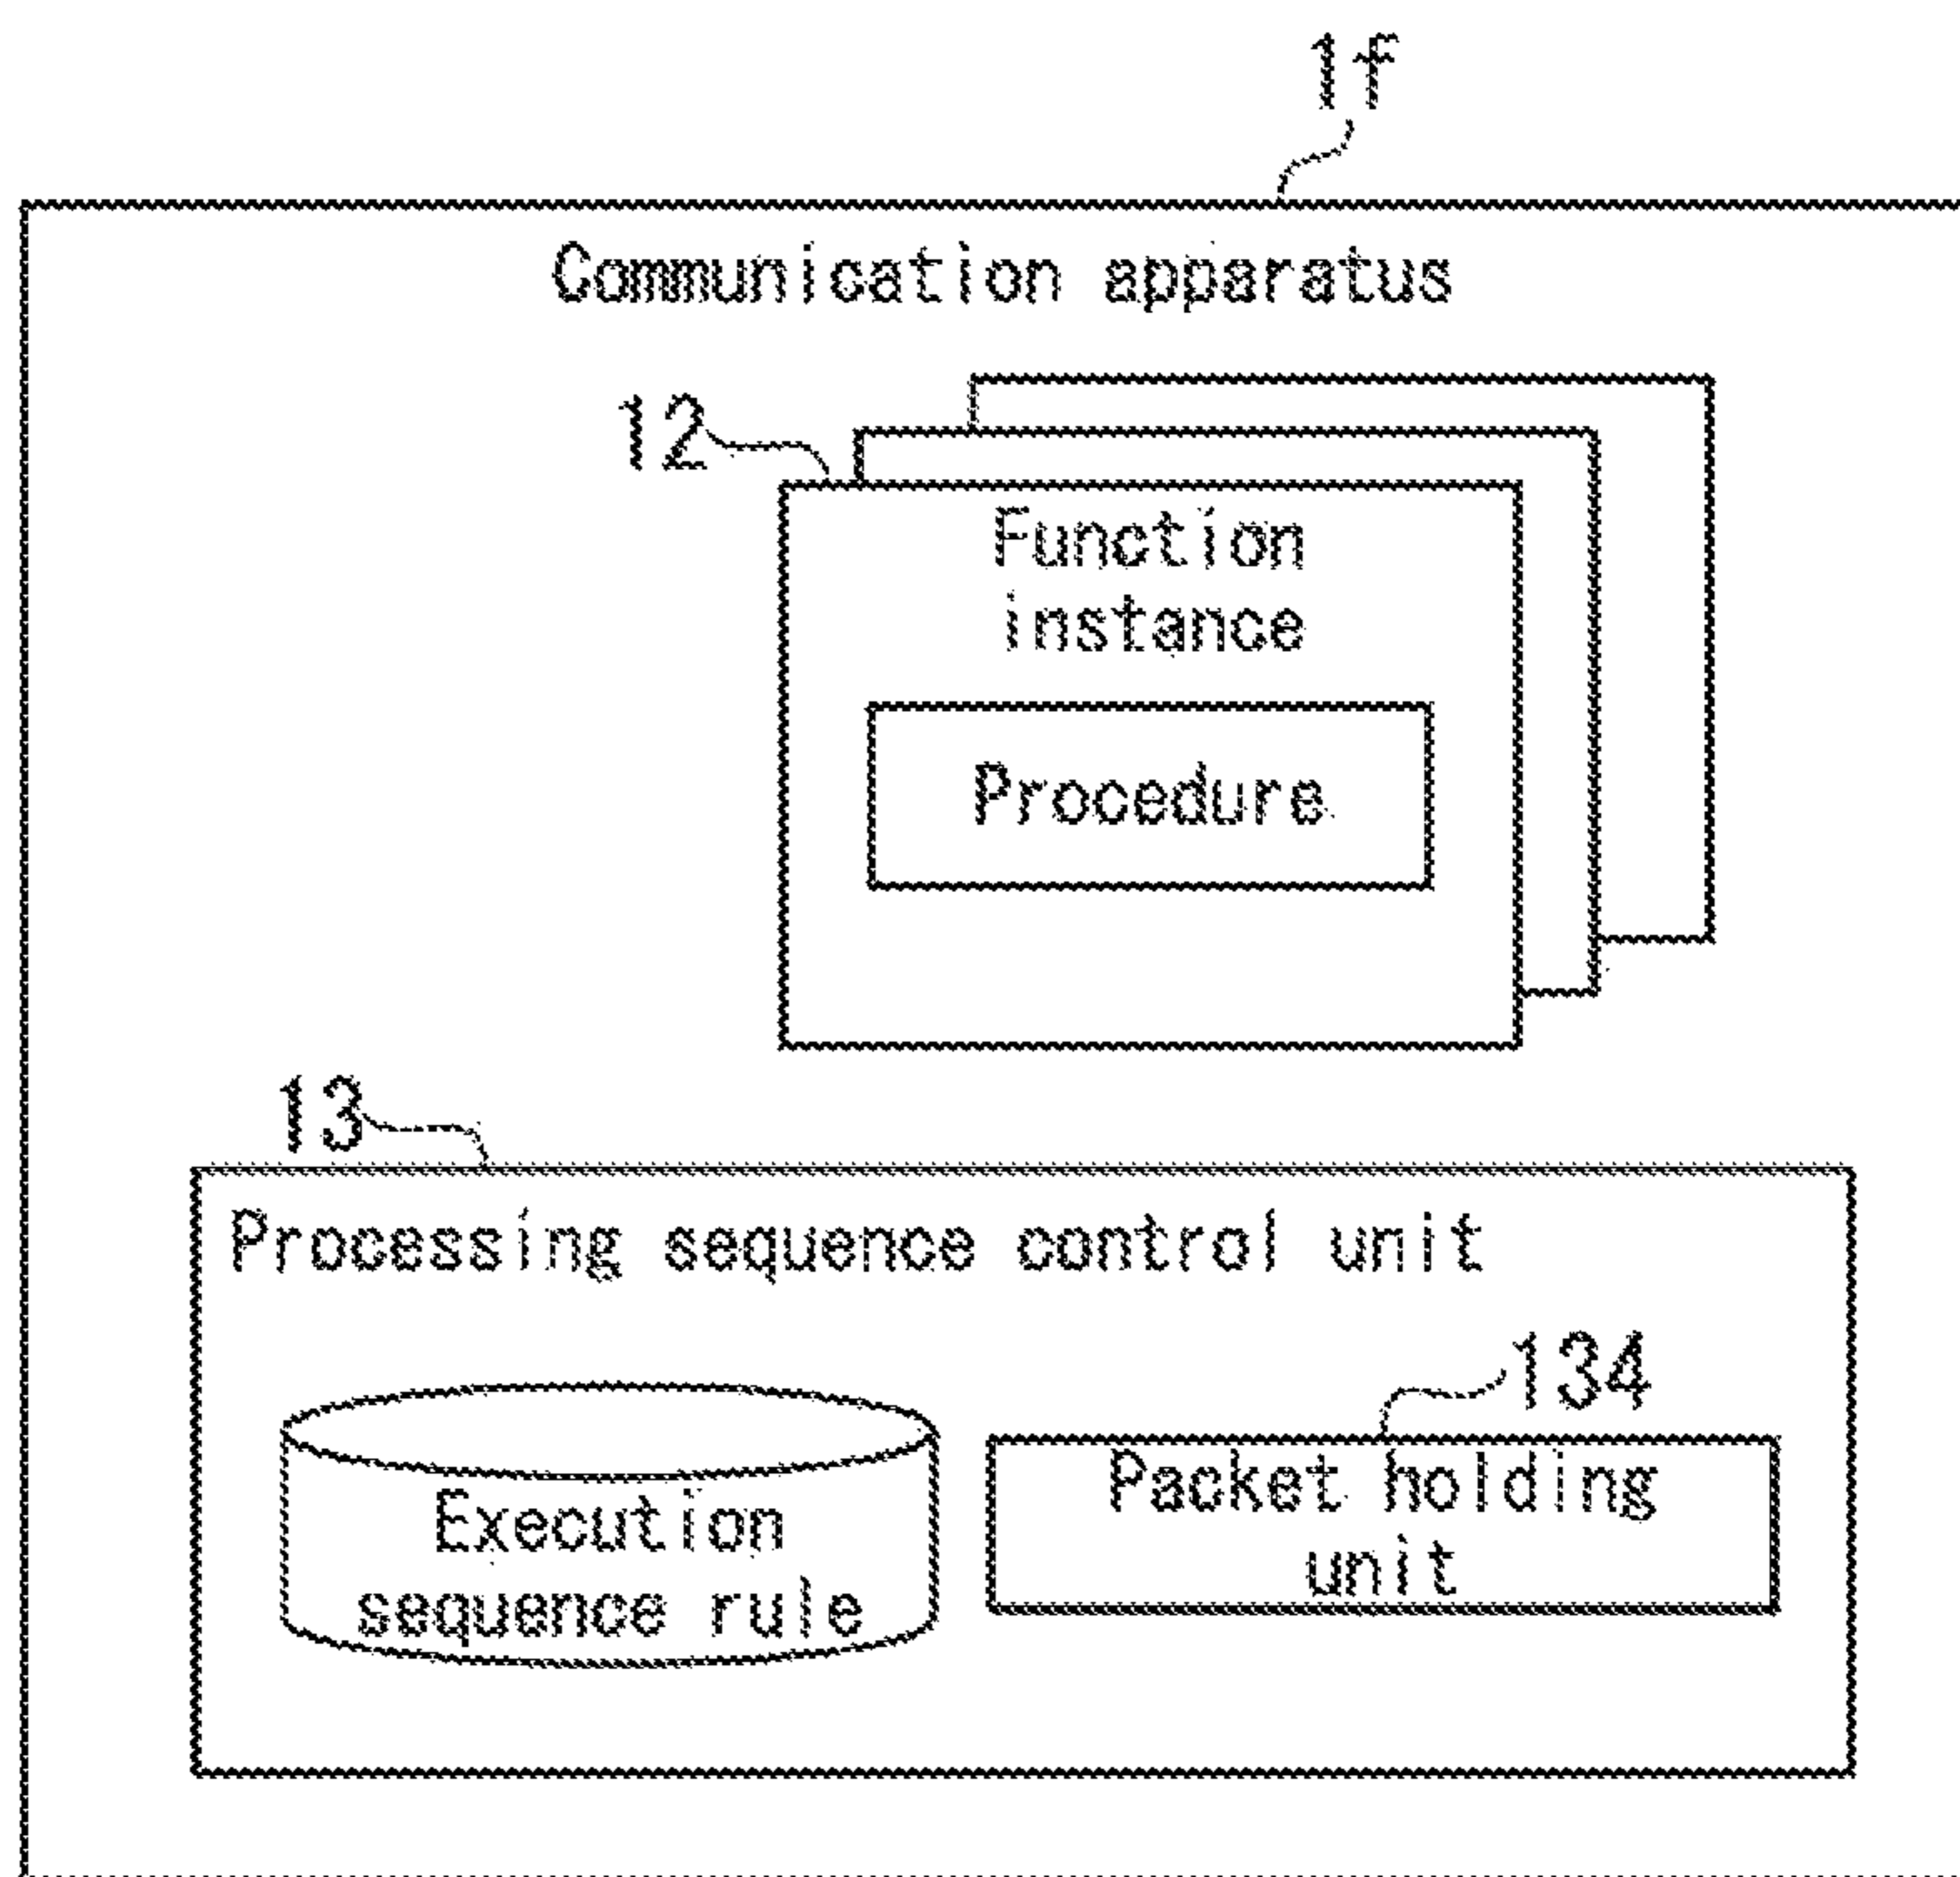 1f
Communication apparatus
12
Function
instance
Procedure
13
Processing sequence control unit
134
Execution
sequence rule
Packet holding
unit